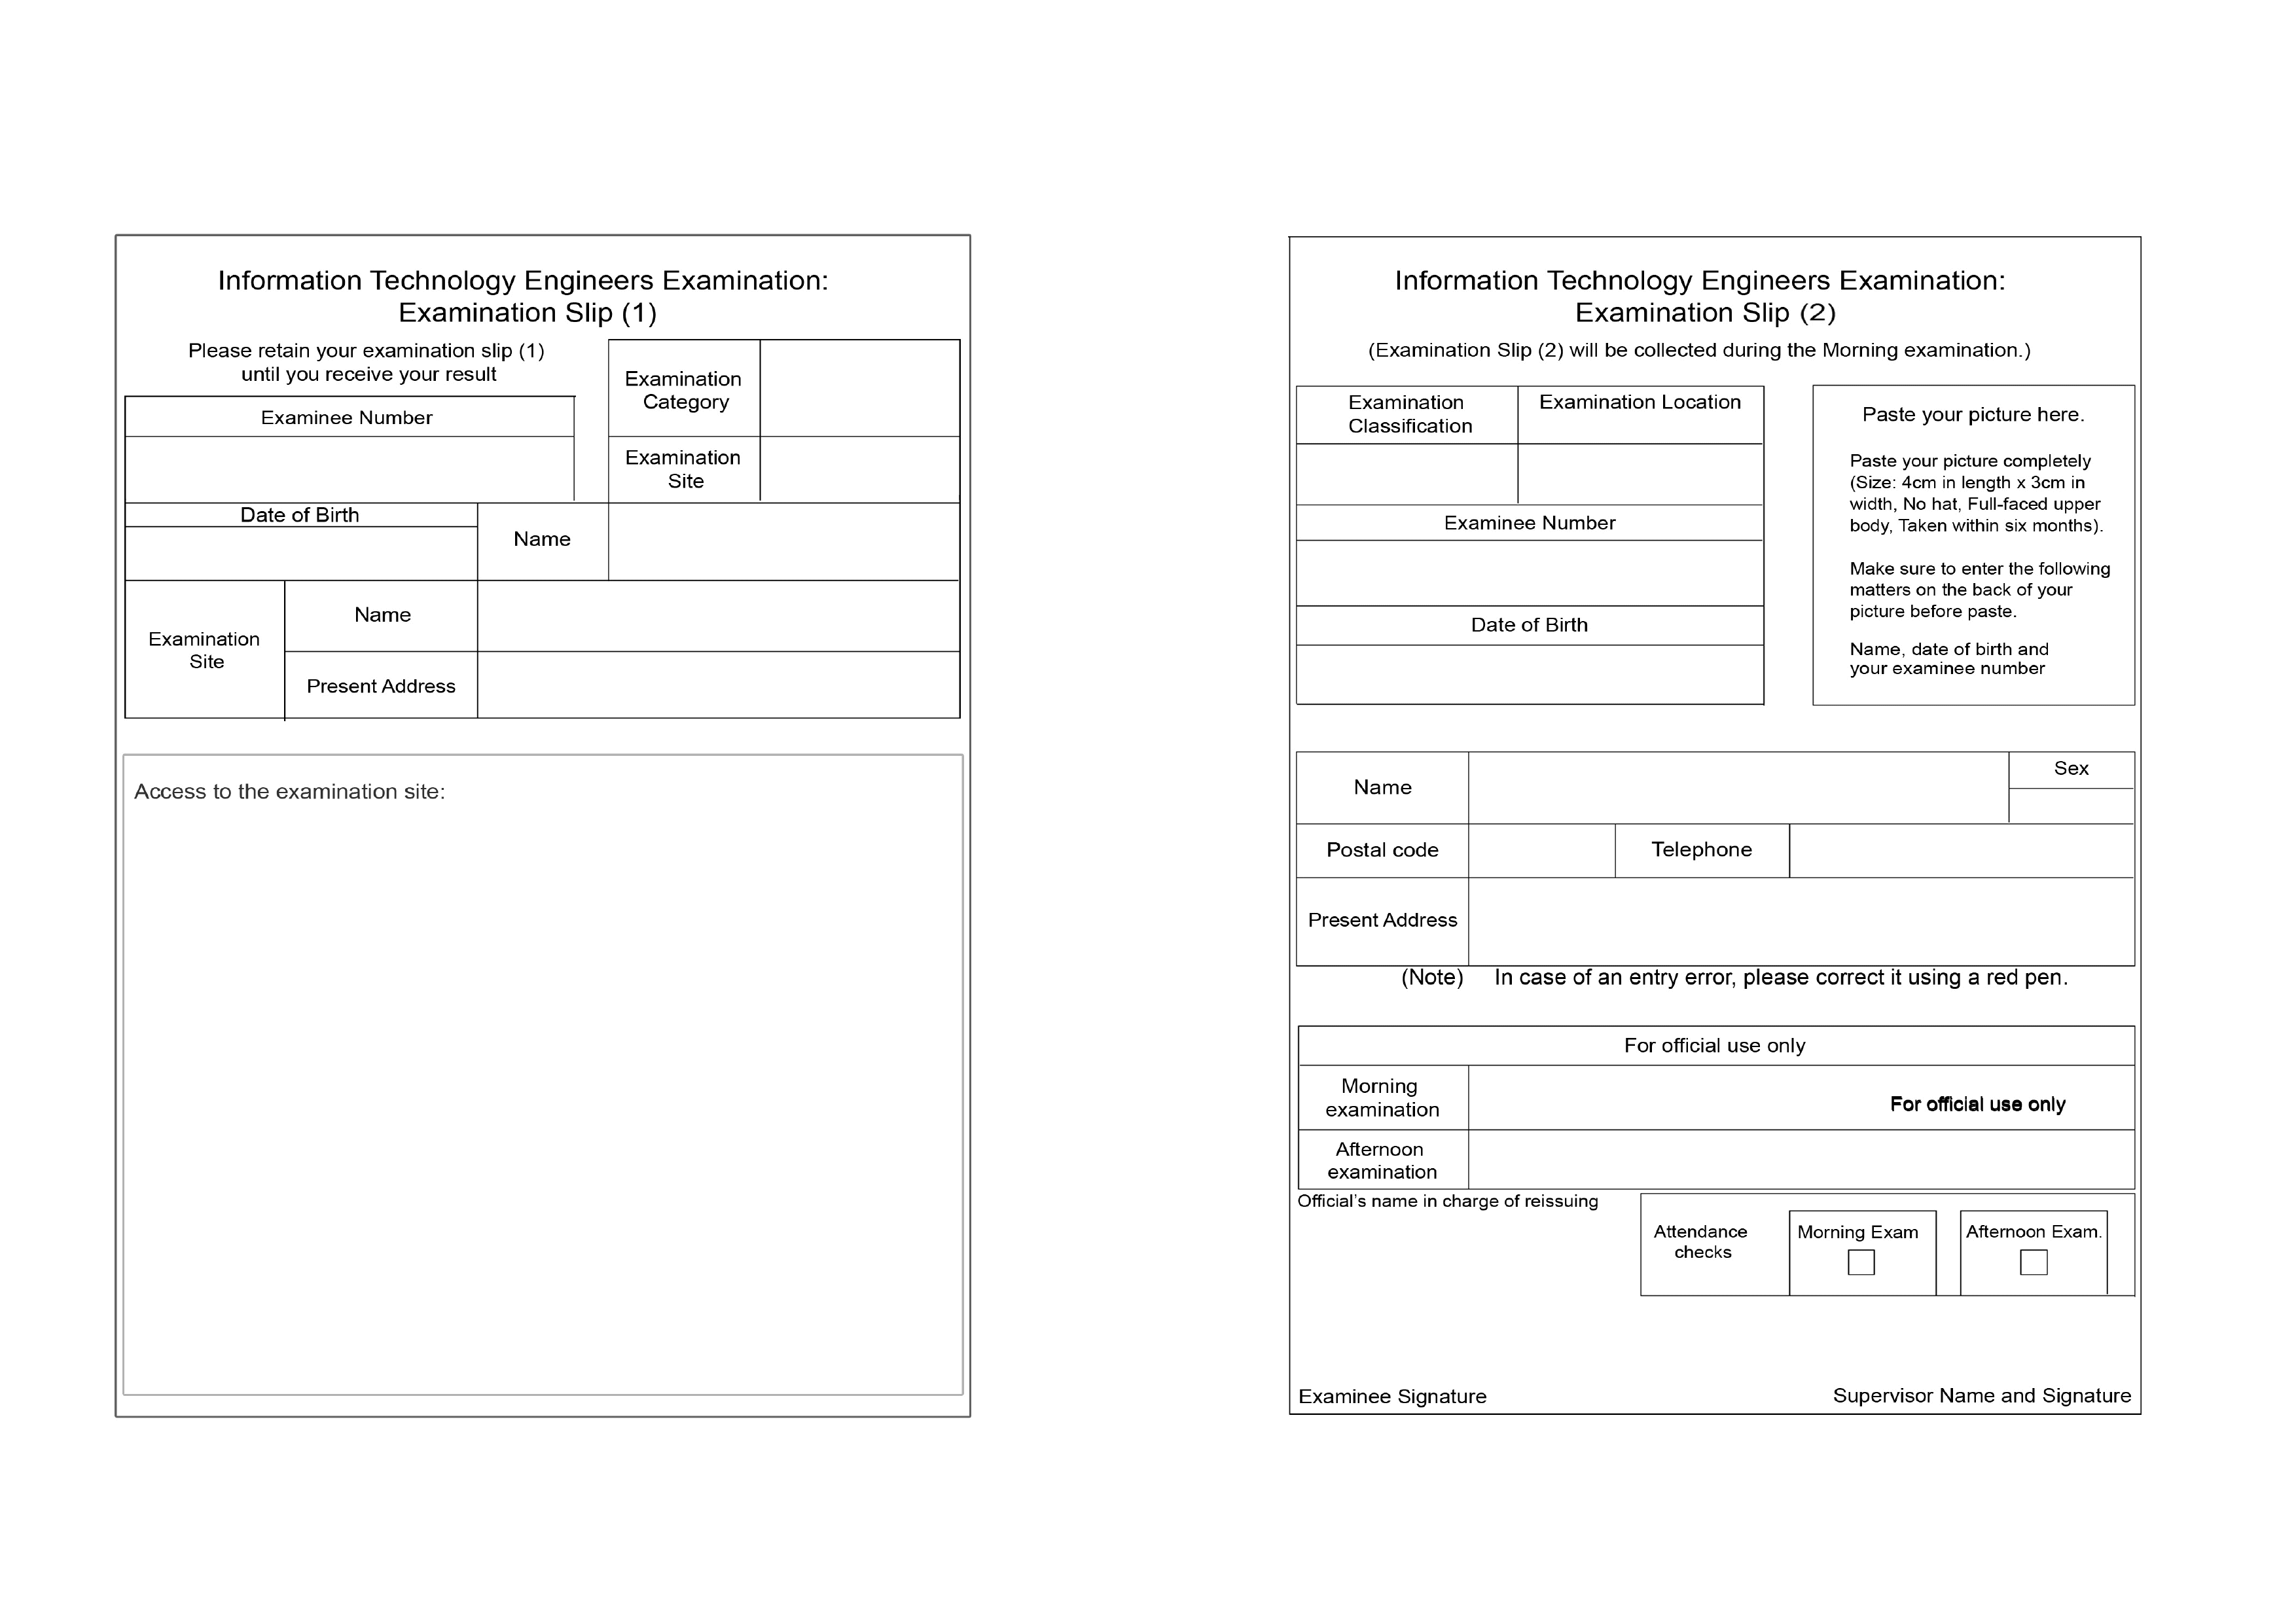 Information Technology Engineers Examination:
Examination Slip (1)
Please retain your examination slip (1)
until you receive your result
Examination
Category
Examinee Number
Examination
Site
Date of Birth
Name
Examination
Site
Name
Present Address
Access to the examination site:
Information Technology Engineers Examination:
Examination Slip (2)
(Examination Slip (2) will be collected during the Morning examination.)
Examination
Classification
Examination Location
Examinee Number
Date of Birth
Paste your picture here.
Paste your picture completely
(Size: 4cm in length x 3cm in
width, No hat, Full-faced upper
body, Taken within six months).
Make sure to enter the following
matters on the back of your
picture before paste.
Name, date of birth and
your examinee number
Name
Sex
Postal code
Telephone
Present Address
(Note) In case of an entry error, please correct it using a red pen.
For official use only
Morning
examination
For official use only
Afternoon
examination
Official's name in charge of reissuing
Attendance
checks
Morning Exam
Afternoon Exam.
Examinee Signature
Supervisor Name and Signature